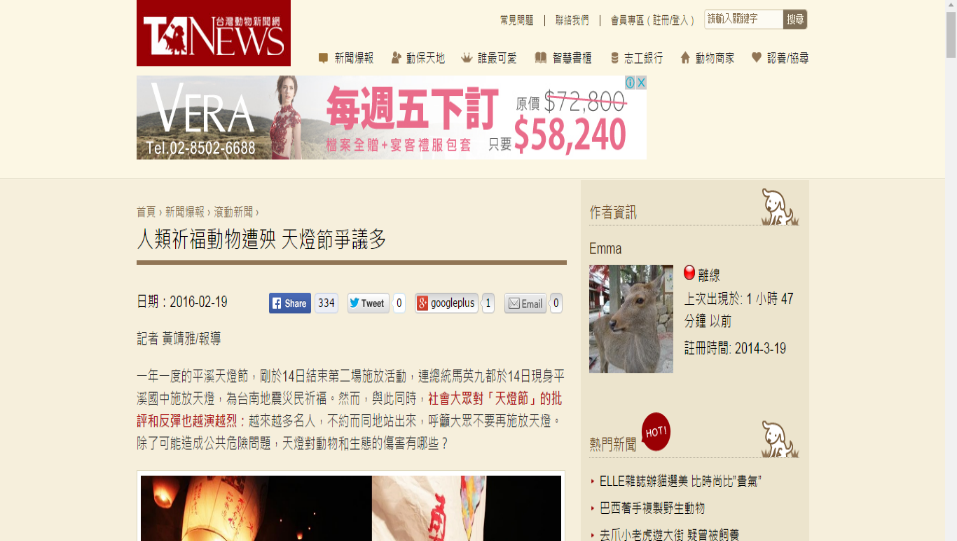 台灣動物新聞網
TANEWS
常見問題 | 聯絡我們 | 會員專區 ( 註冊/登入 )
請輸入關鍵字 搜尋
新聞爆報 動保天地 誰最可愛 智慧書櫃 志工銀行 動物商家 認養/協尋
VERA
Tel.02-8502-6688
每週五下訂
檔案全贈+宴客禮服包套
原價 $72,800
只要 $58,240
首頁 › 新聞爆報 › 滾動新聞 ›
人類祈福動物遭殃 天燈節爭議多
日期：2016-02-19
Share 334 Tweet 0 googleplus 1 Email 0
記者 黃靖雅/報導
一年一度的平溪天燈節，剛於14日結束第二場施放活動，連總統馬英九都於14日現身平
溪國中施放天燈，為台南地震災民祈福。然而，與此同時，社會大眾對「天燈節」的批
評和反彈也越演越烈：越來越多名人，不約而同地站出來，呼籲大眾不要再施放天燈。
除了可能造成公共危險問題，天燈對動物和生態的傷害有哪些？
作者資訊
Emma
離線
上次出現於: 1 小時 47
分鐘 以前
註冊時間: 2014-3-19
熱門新聞 HOT!
ELLE雜誌辦貓選美 比時尚比"貴氣"
巴西著手複製野生動物
去爪小老虎遊大街 疑曾被飼養